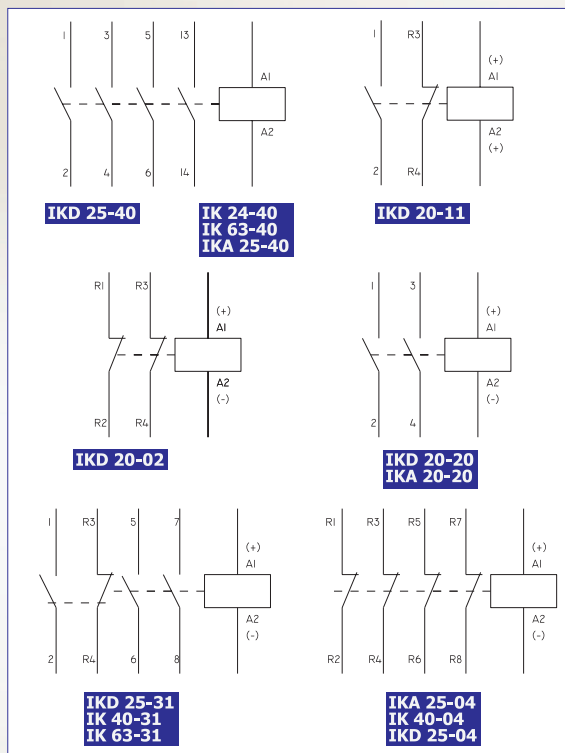 1 3 5 13
A1
A2
2 4 6 14
IKD 25-40
IK 24-40
IK 63-40
IKA 25-40
1 R3
(+)
A1
A2
(+)
2 R4
IKD 20-11
R1 R3
(+)
A1
A2
(-)
R2 R4
IKD 20-02
1 3
(+)
A1
A2
(-)
2 4
IKD 20-20
IKA 20-20
1 R3 5 7
(+)
A1
A2
(-)
2 R4 6 8
IKD 25-31
IK 40-31
IK 63-31
R1 R3 R5 R7
(+)
A1
A2
(-)
R2 R4 R6 R8
IKA 25-04
IK 40-04
IKD 25-04